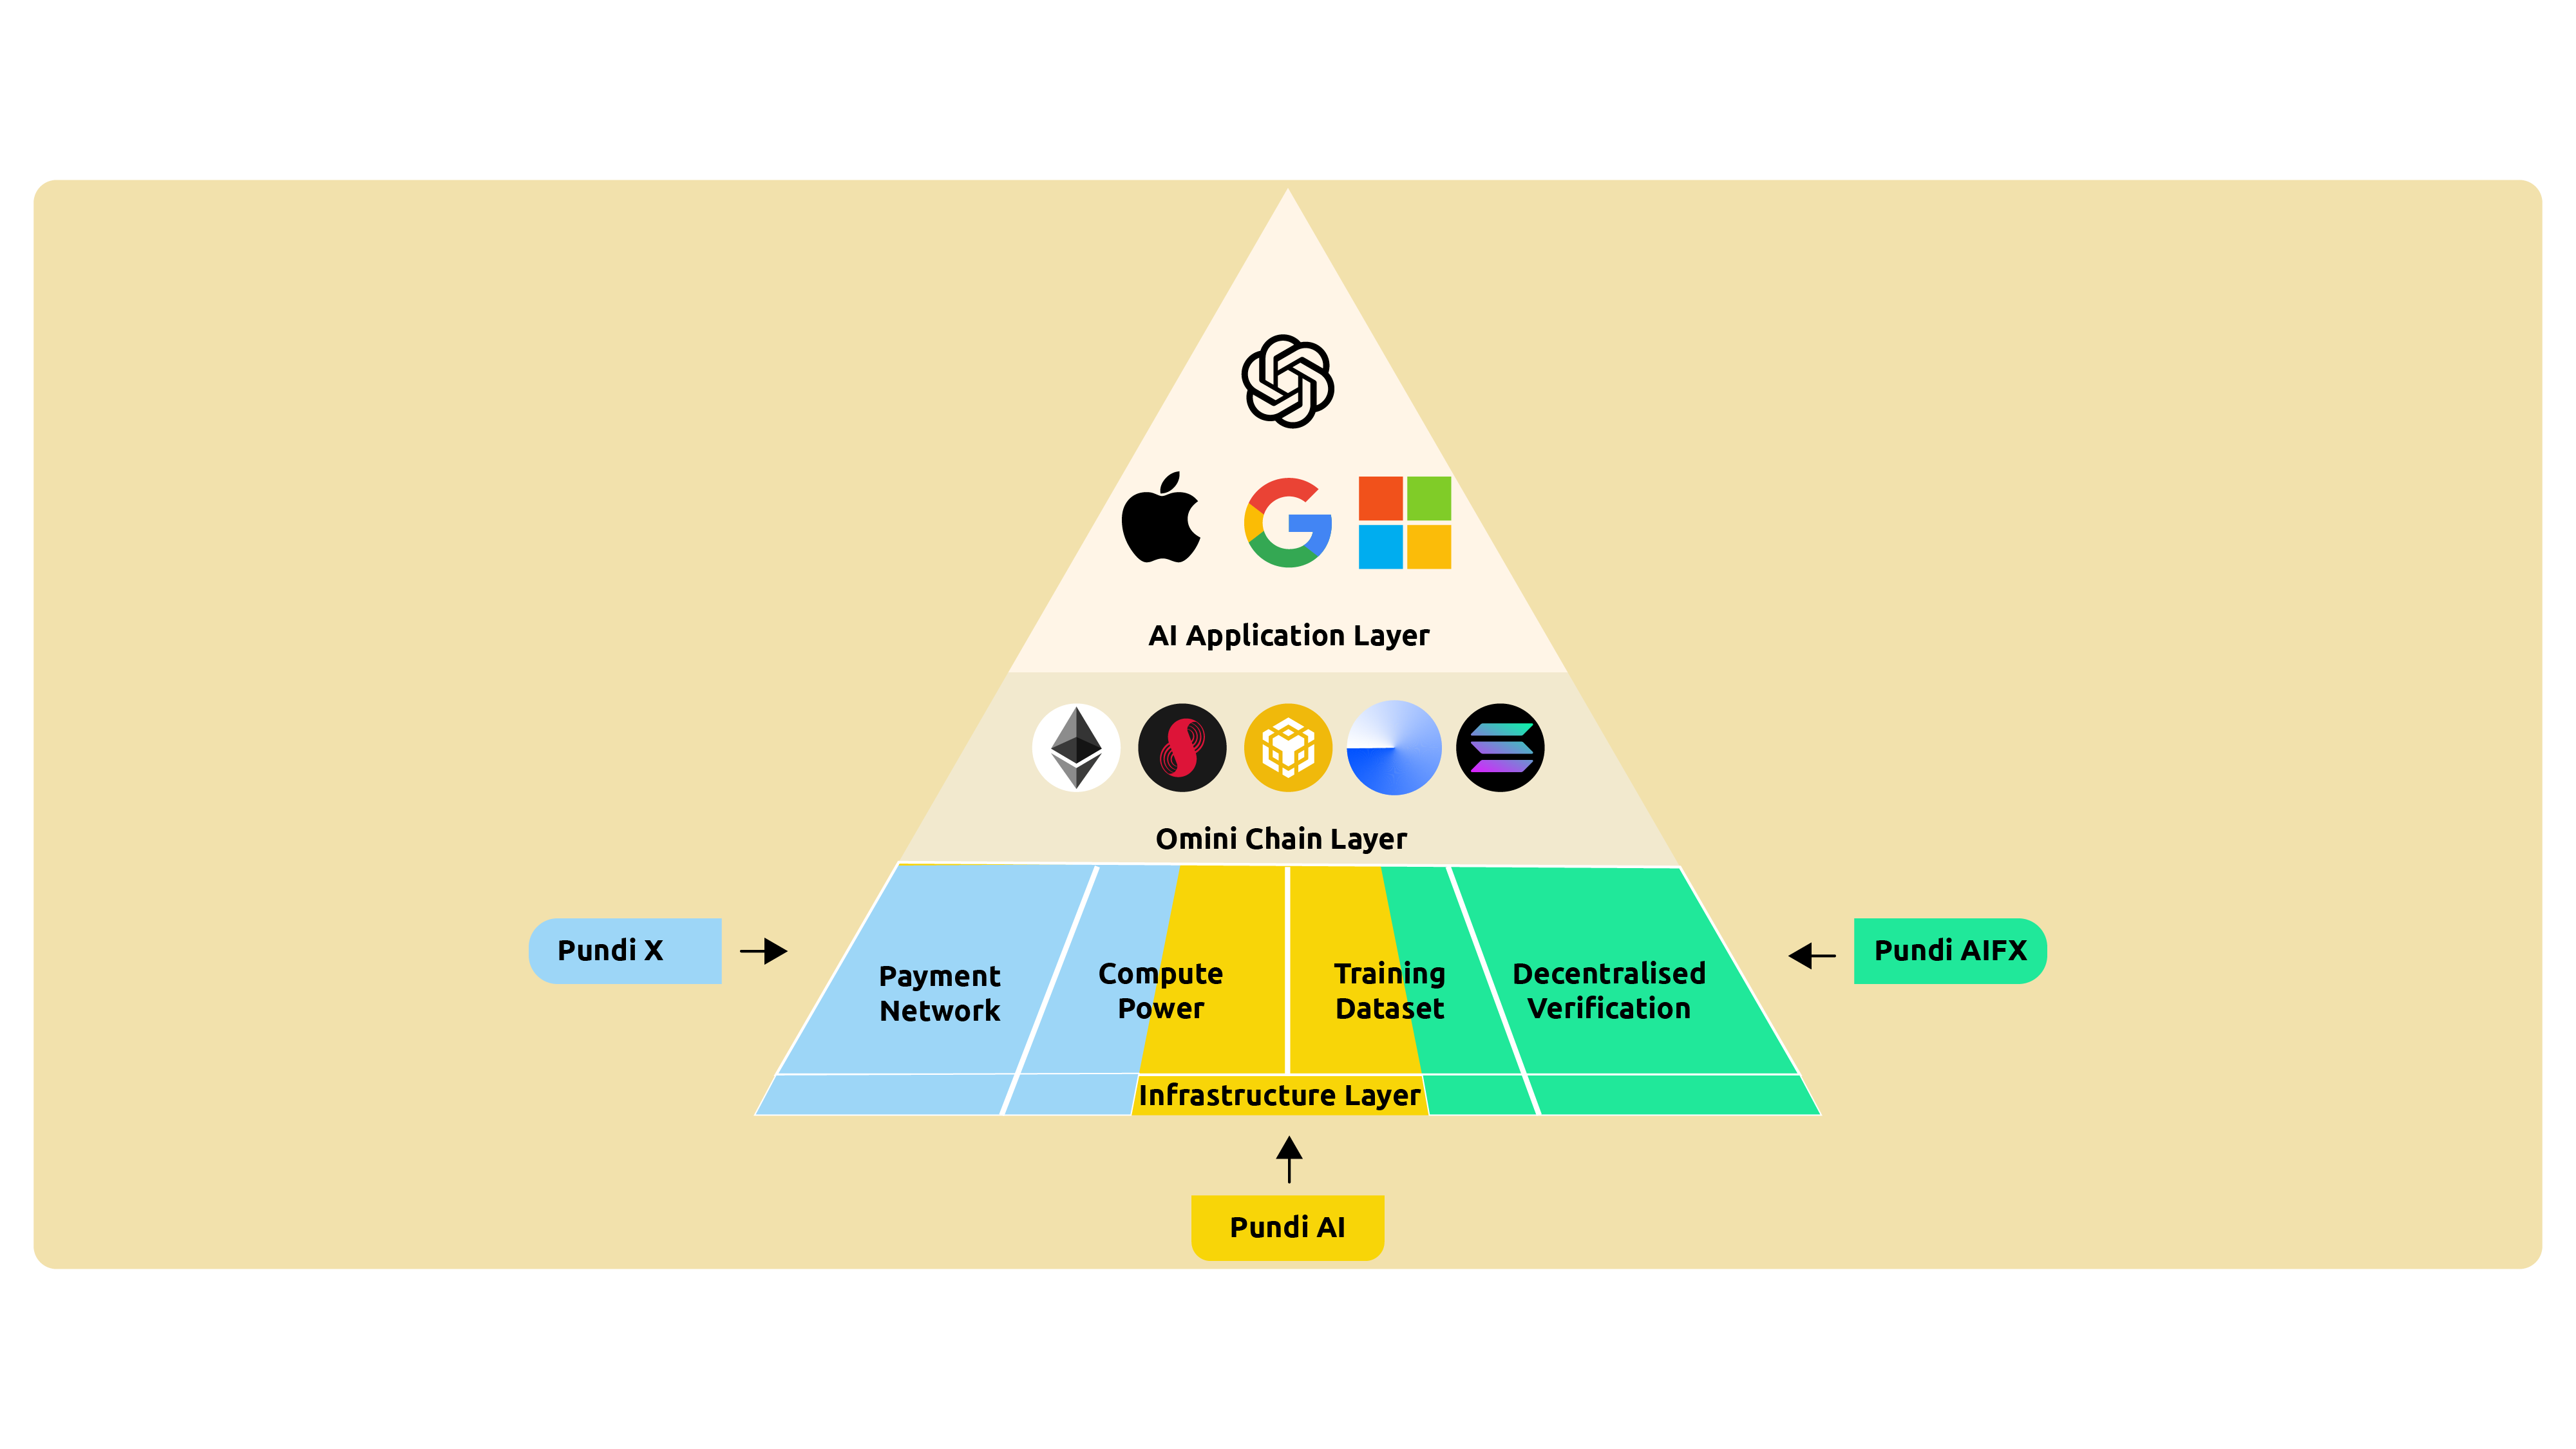 AI Application Layer
Omini Chain Layer
Pundi X
Payment
Network
Compute
Power
Training
Dataset
Decentralised
Verification
Pundi AIFX
Infrastructure Layer
Pundi AI